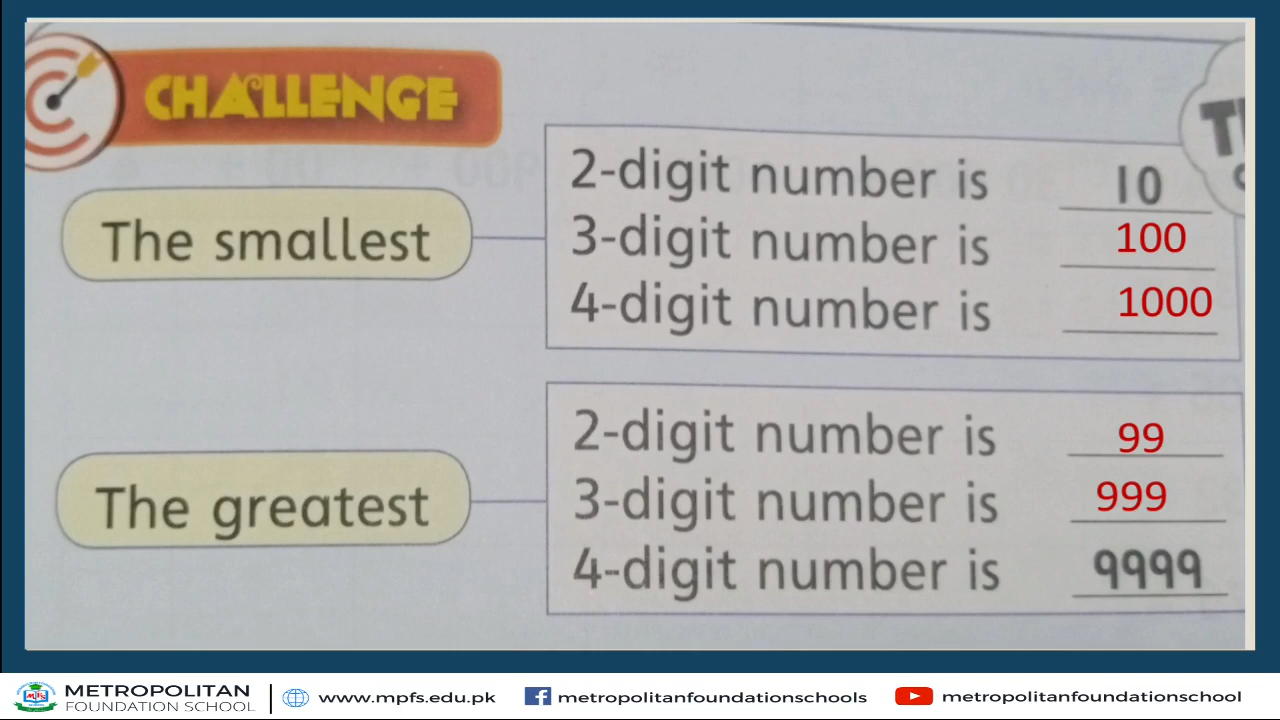 CHALLENGE
The smallest
2-digit number is 10
3-digit number is 100
4-digit number is 1000
The greatest
2-digit number is 99
3-digit number is 999
4-digit number is 9999
METROPOLITAN
FOUNDATION SCHOOL
www.mpfs.edu.pk
metropolitanfoundationschools
metropolitanfoundationschool